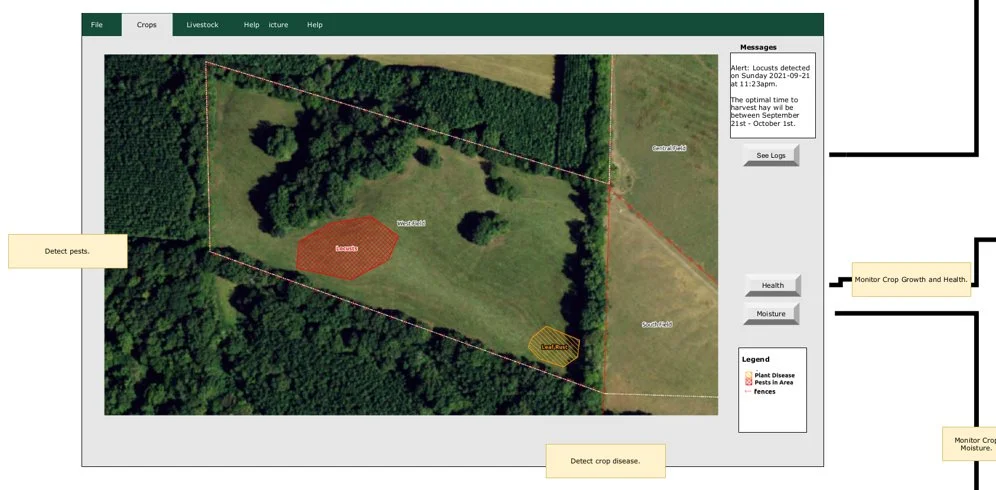 File
Crops
Livestock
Help
icture
Help
Messages
Alert: Locusts detected
on Sunday 2021-09-21
at 11:23apm.
The optimal time to
harvest hay wil be
between September
21st - October 1st.
See Logs
Central Field
West Field
Locusts
Detect pests.
Health
Monitor Crop Growth and Health.
Moisture
South Field
Leaf Rust
Legend
Plant Disease
Pests in Area
fences
Monitor Crop
Moisture.
Detect crop disease.